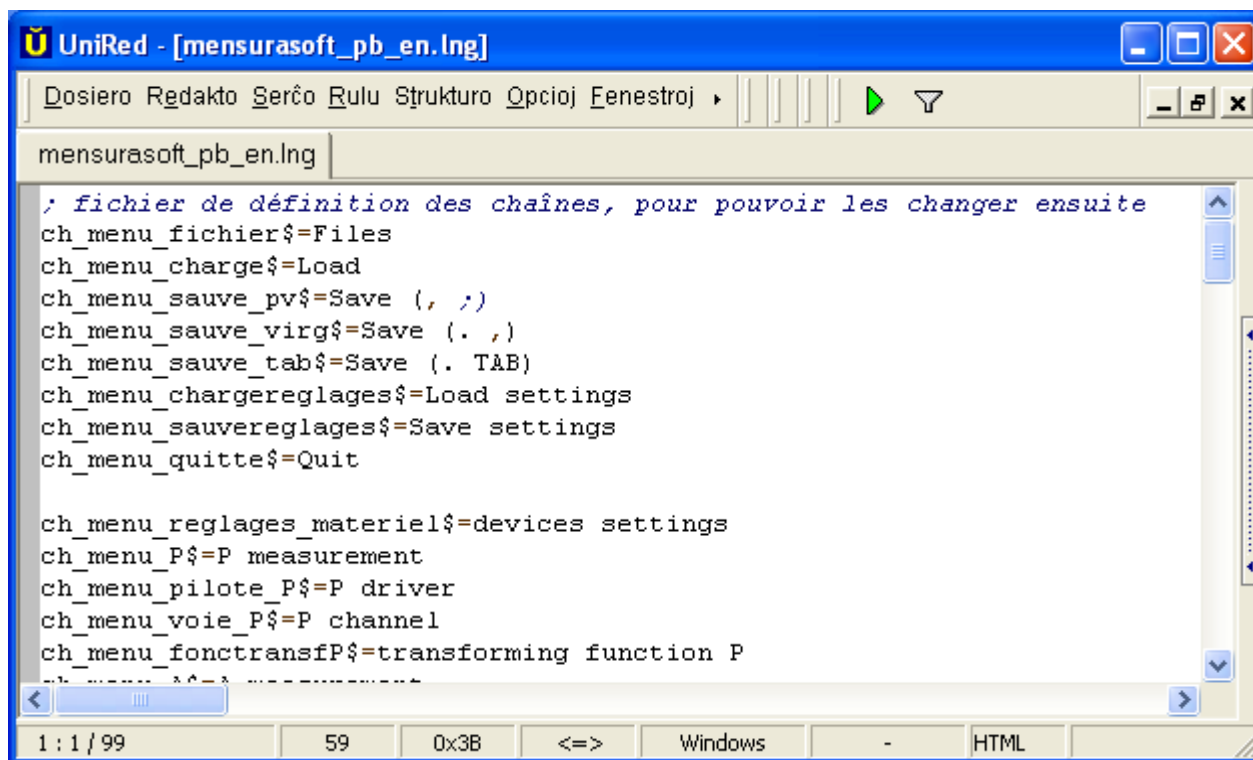 UniRed - [mensurasoft_pb_en.lng]
Dosiero Redakto Serĉo Rulu Strukturo Opcioj Fenestroj
mensurasoft_pb_en.lng
; fichier de définition des chaînes, pour pouvoir les changer ensuite
ch_menu_fichier$=Files
ch_menu_charge$=Load
ch_menu_sauve_pv$=Save (, ;)
ch_menu_sauve_virg$=Save (. ,)
ch_menu_sauve_tab$=Save (. TAB)
ch_menu_chargereglages$=Load settings
ch_menu_sauvereglages$=Save settings
ch_menu_quitte$=Quit
ch_menu_reglages_materiel$=devices settings
ch_menu_P$=P measurement
ch_menu_pilote_P$=P driver
ch_menu_voie_P$=P channel
ch_menu_fonctransfP$=transforming function P
ch_menu_A$=A measurement
1 : 1 / 99 59 0x3B <=> Windows - HTML